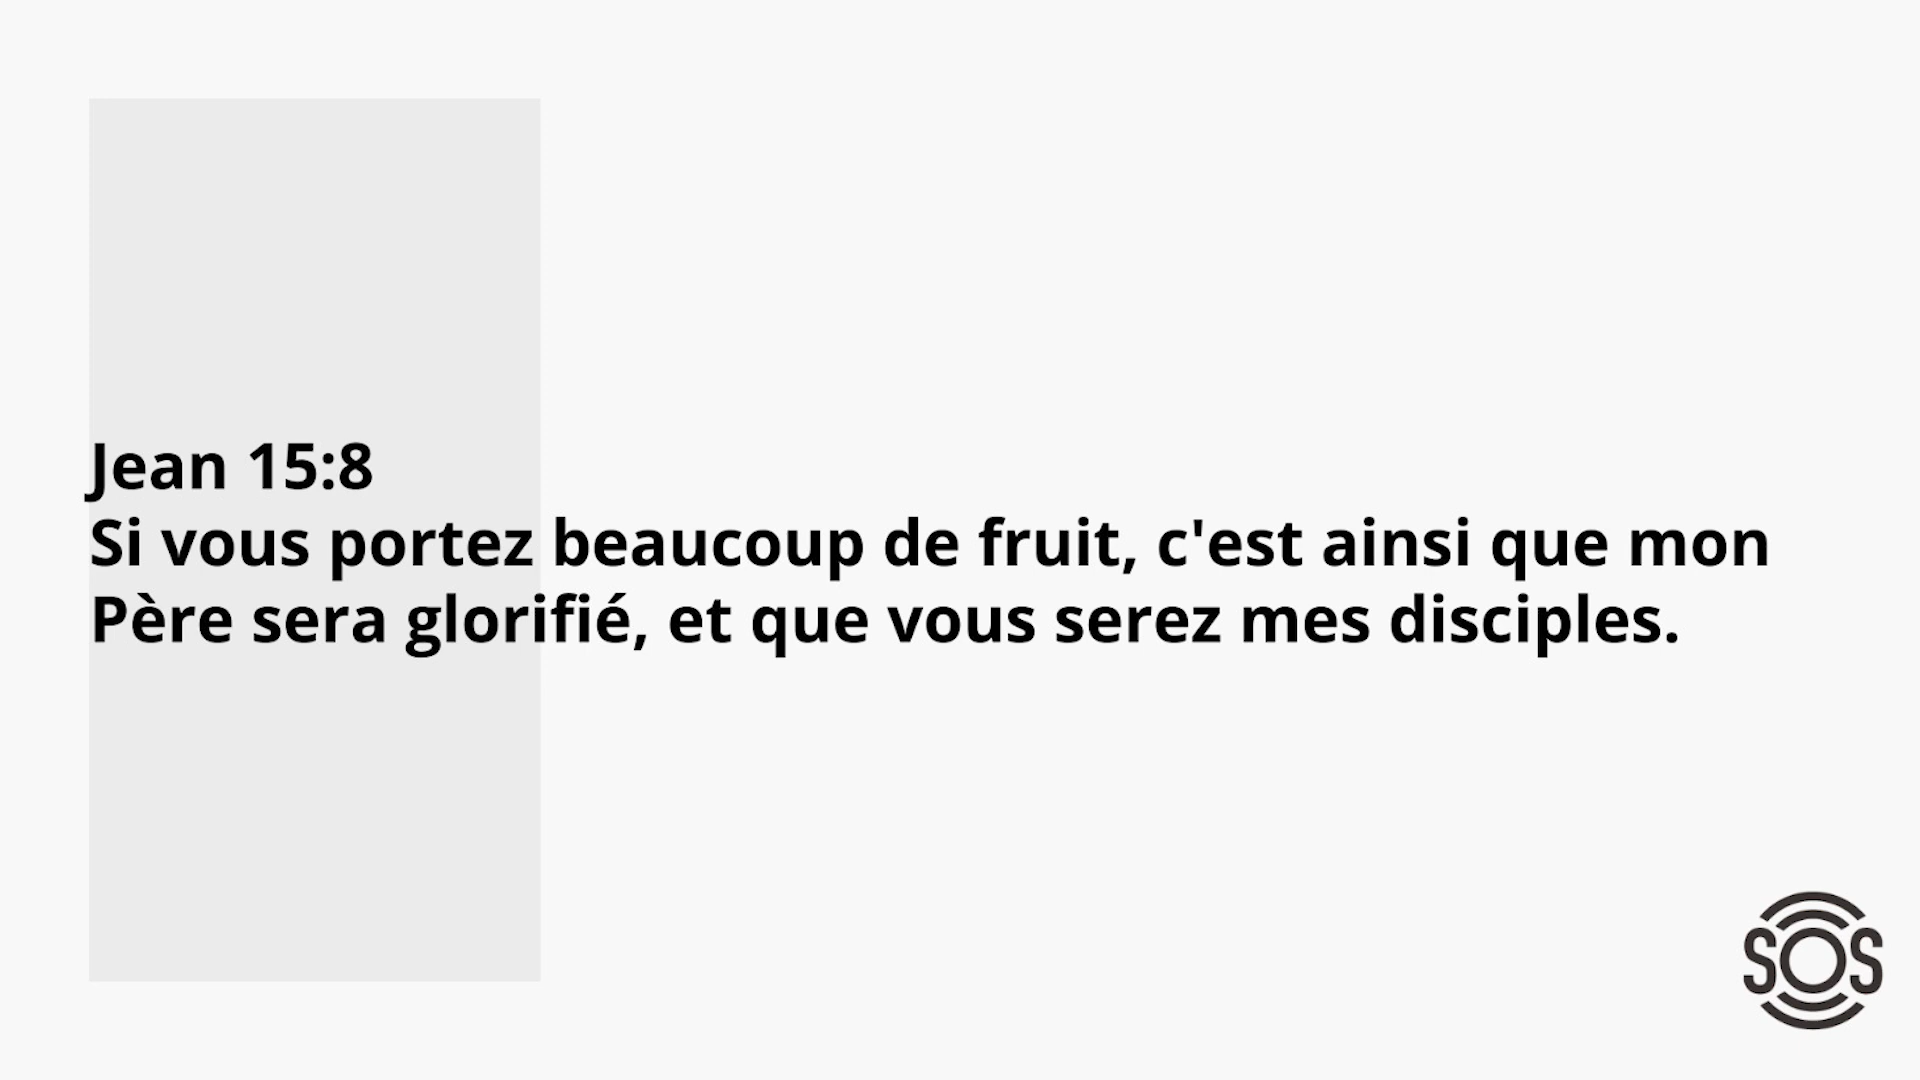 Jean 15:8
Si vous portez beaucoup de fruit, c'est ainsi que mon
Père sera glorifié, et que vous serez mes disciples.
SOS